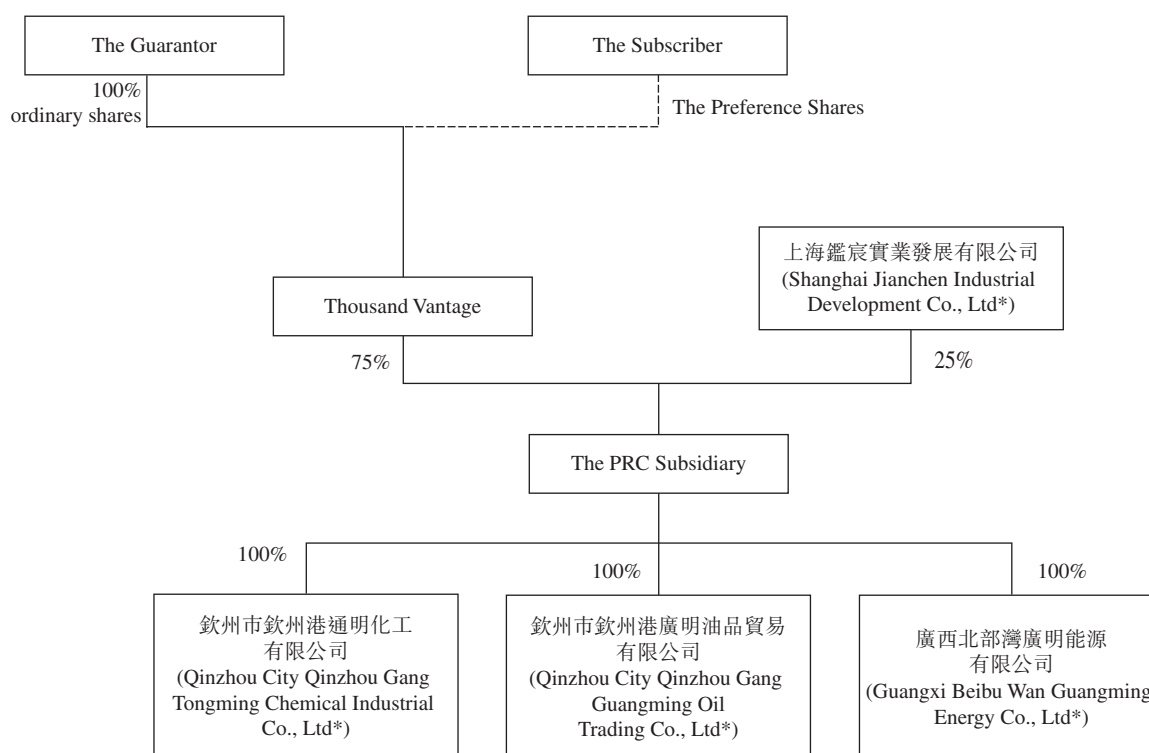 The Guarantor
The Subscriber
100%
ordinary shares
The Preference Shares
上海鑑宸實業發展有限公司
(Shanghai Jianchen Industrial
Development Co., Ltd*)
Thousand Vantage
75%
25%
The PRC Subsidiary
100%
100%
100%
欽州市欽州港通明化工
有限公司
(Qinzhou City Qinzhou Gang
Tongming Chemical Industrial
Co., Ltd*)
欽州市欽州港廣明油品貿易
有限公司
(Qinzhou City Qinzhou Gang
Guangming Oil
Trading Co., Ltd*)
廣西北部灣廣明能源
有限公司
(Guangxi Beibu Wan Guangming
Energy Co., Ltd*)